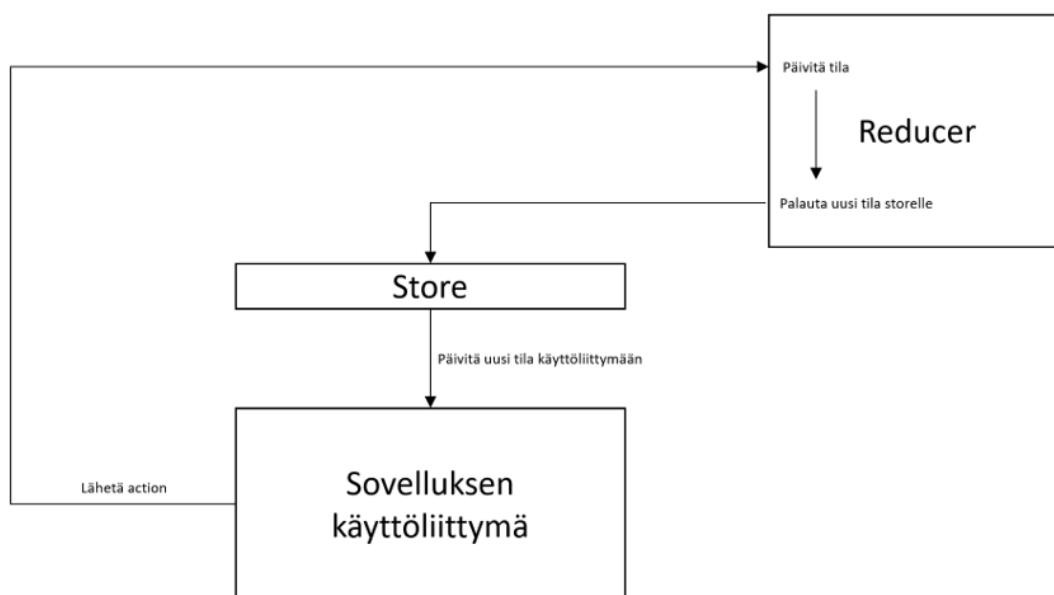 Päivitä tila
Reducer
Palauta uusi tila storelle
Store
Päivitä uusi tila käyttöliittymään
Sovelluksen
käyttöliittymä
Lähetä action